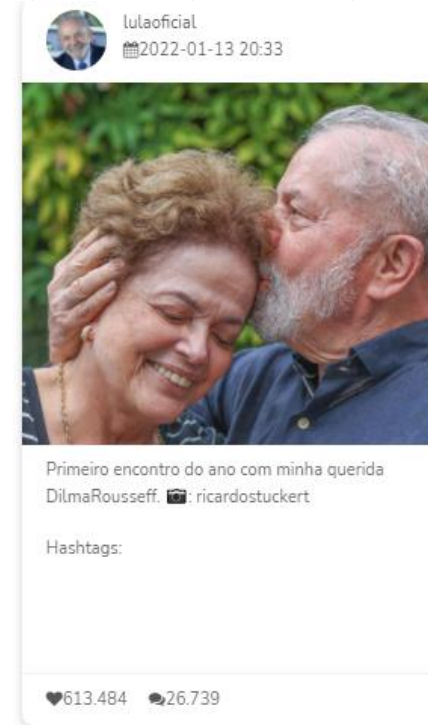 lulaoficial
2022-01-13 20:33
Primeiro encontro do ano com minha querida
DilmaRousseff. 📷: ricardostuckert
Hashtags:
613.484 26.739